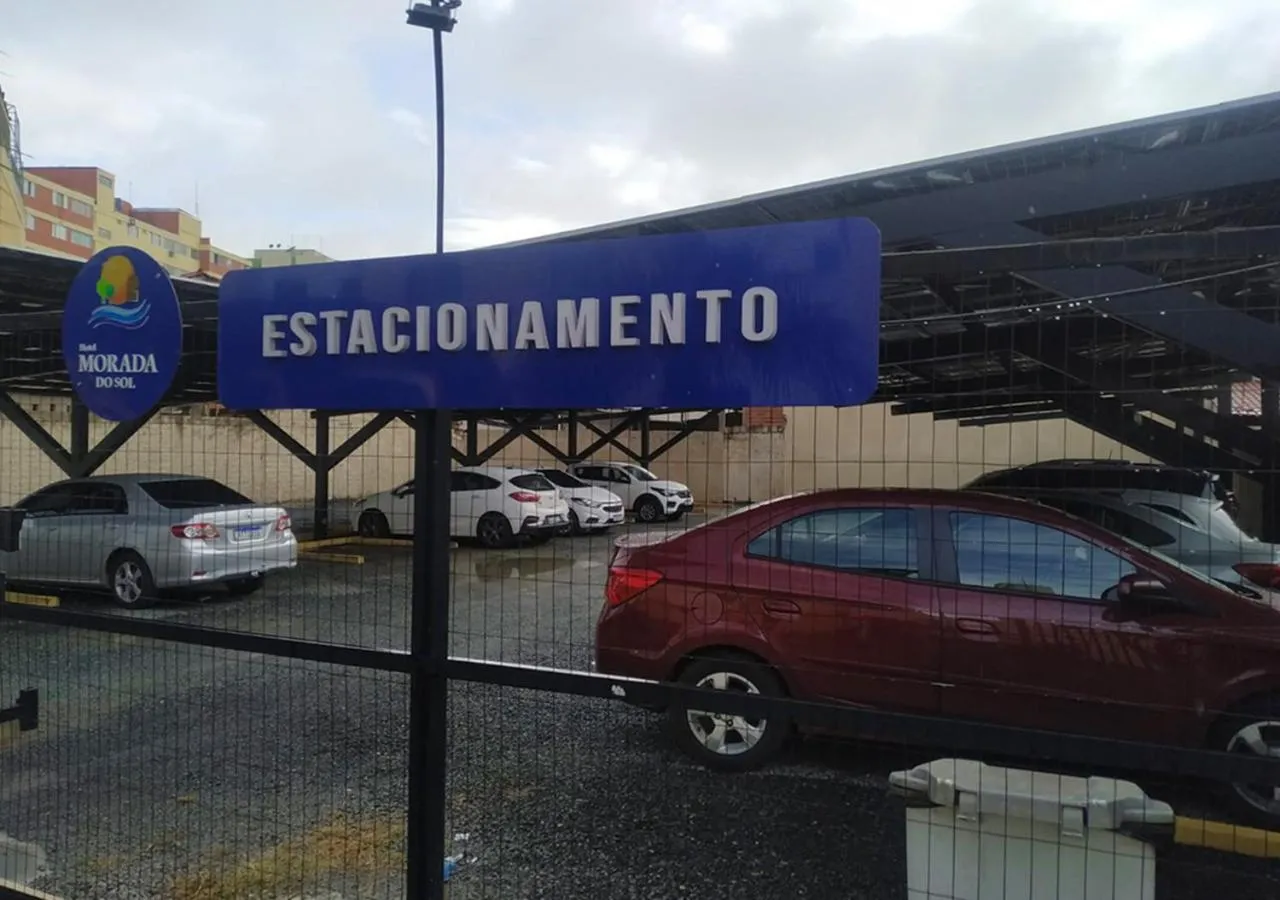 Hotel
MORADA
DO SOL
ESTACIONAMENTO